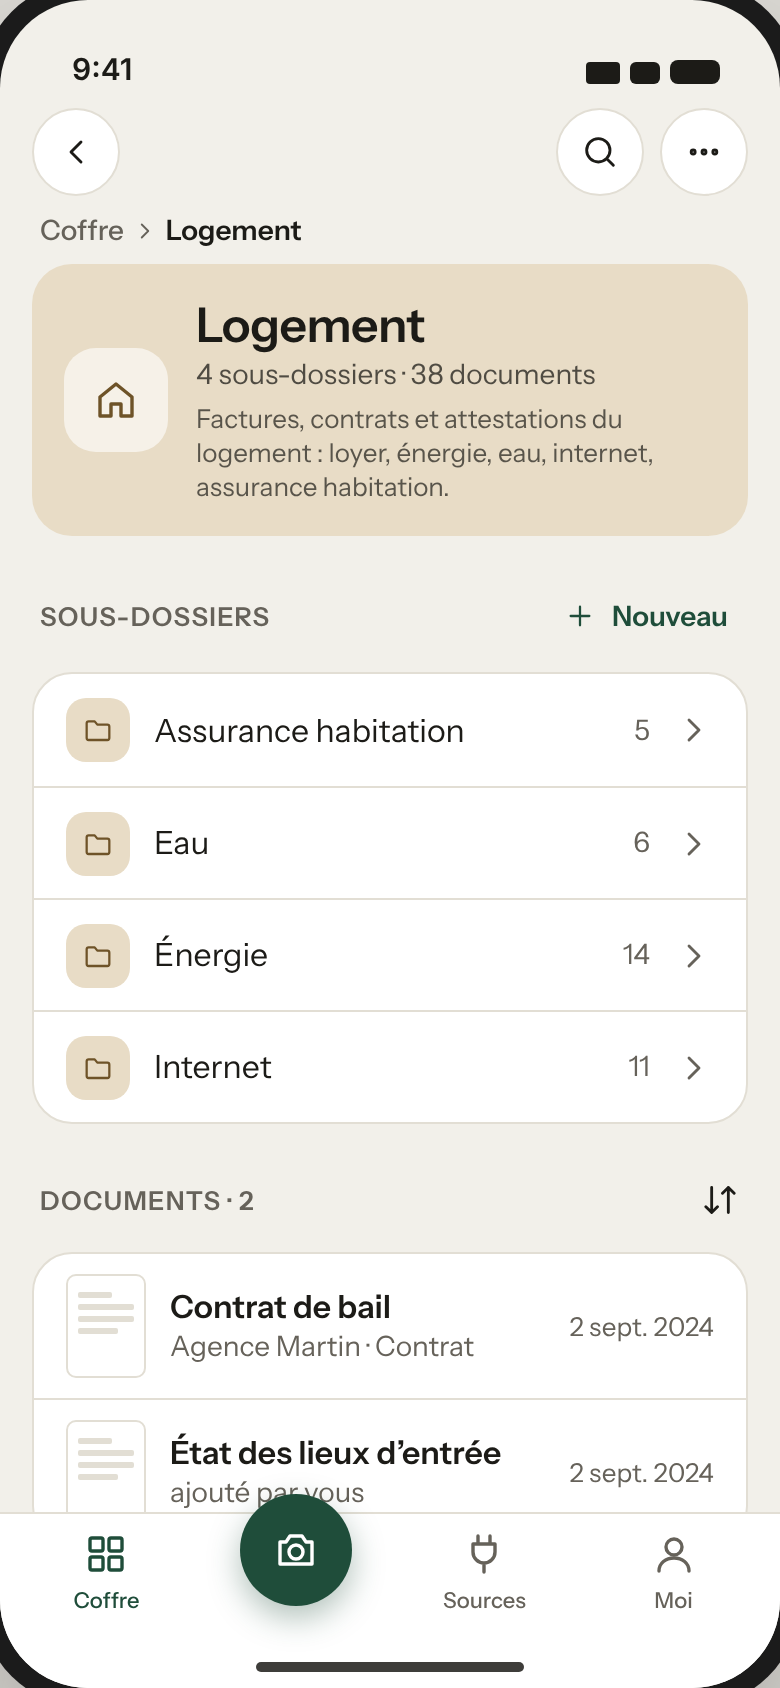 9:41
Coffre > Logement
Logement
4 sous-dossiers · 38 documents
Factures, contrats et attestations du
logement : loyer, énergie, eau, internet,
assurance habitation.
SOUS-DOSSIERS
+ Nouveau
Assurance habitation 5
Eau 6
Énergie 14
Internet 11
DOCUMENTS · 2
Contrat de bail
Agence Martin · Contrat
2 sept. 2024
État des lieux d’entrée
ajouté par vous
2 sept. 2024
Coffre
Sources
Moi